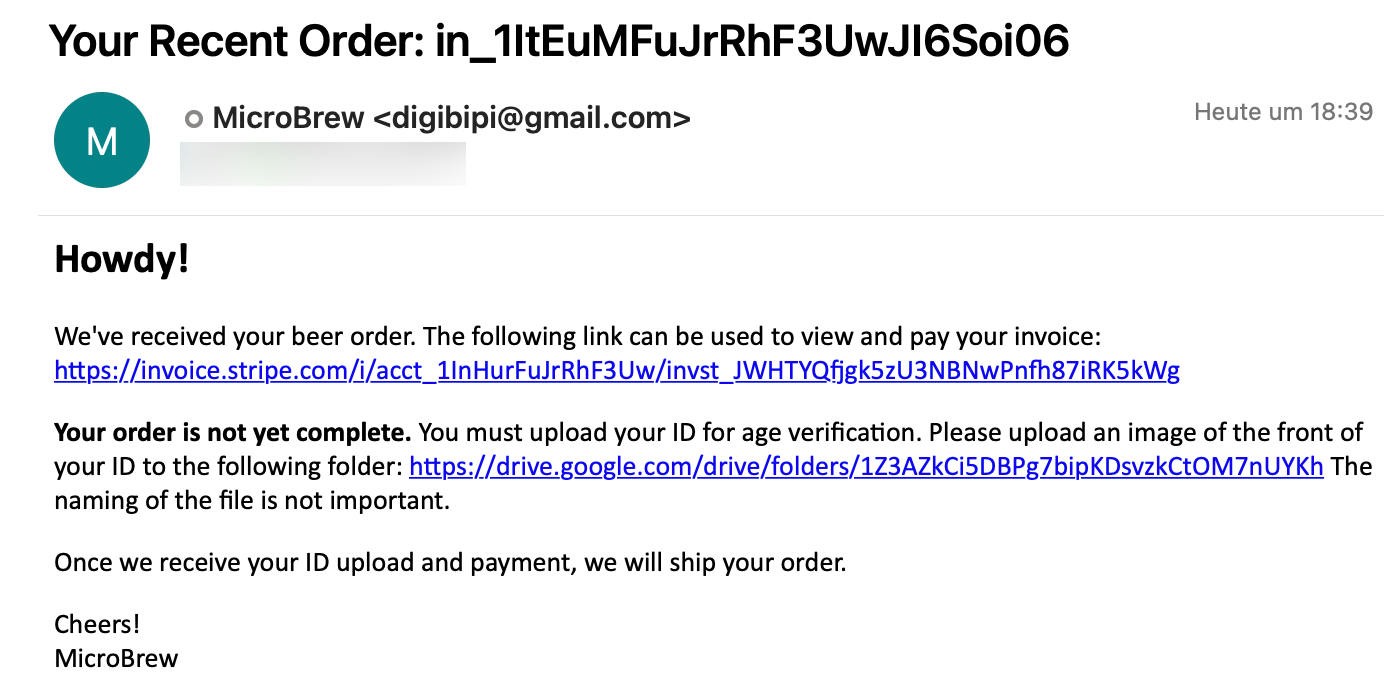 Your Recent Order: in_1ItEuMFuJrRhF3UwJI6Soi06
M
MicroBrew <digibipi@gmail.com>
Heute um 18:39
Howdy!
We've received your beer order. The following link can be used to view and pay your invoice:
https://invoice.stripe.com/i/acct_1InHurFuJrRhF3Uw/invst_JWHTYQfjgk5zU3NBNwPnfh87iRK5kWg
Your order is not yet complete. You must upload your ID for age verification. Please upload an image of the front of
your ID to the following folder: https://drive.google.com/drive/folders/1Z3AZkCi5DBPg7bipKDsvzkCtOM7nUYKh The
naming of the file is not important.
Once we receive your ID upload and payment, we will ship your order.
Cheers!
MicroBrew